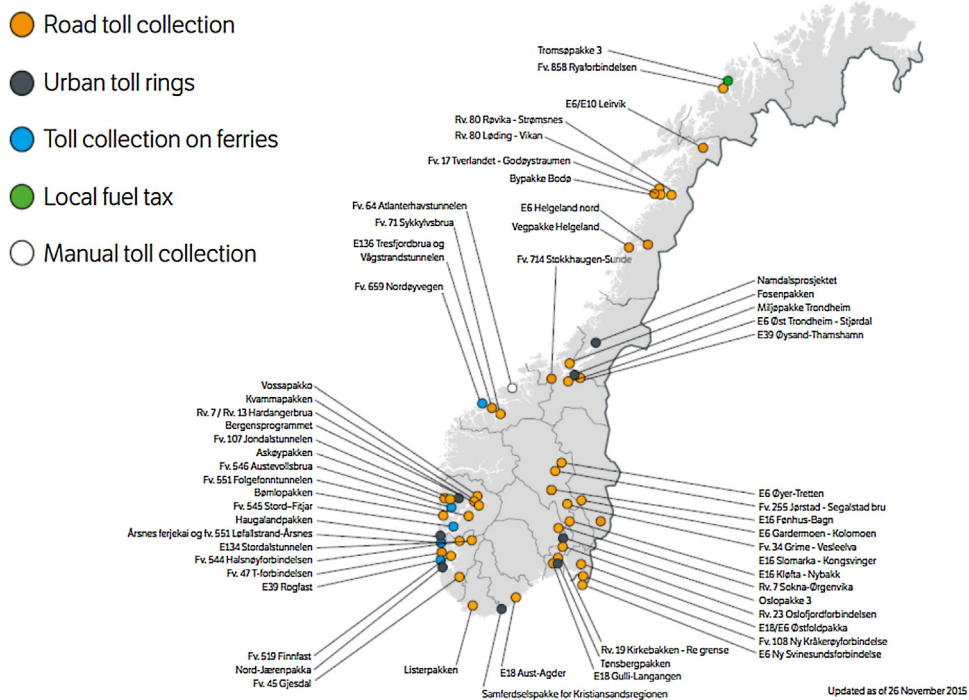 Road toll collection
Urban toll rings
Toll collection on ferries
Local fuel tax
Manual toll collection
Tromsøpakke 3
Fv. 858 Ryaforbindelsen
E6/E10 Leirvik
Rv. 80 Røvika - Strømsnes
Rv. 80 Løding - Vikan
Fv. 17 Tverlandet - Godøystraumen
Bypakke Bodø
E6 Helgeland nord
Vegpakke Helgeland
Fv. 714 Stokkhaugen-Sunde
Fv. 64 Atlanterhavstunnelen
Fv. 71 Sykkylvsbrua
E136 Tresfjordbrua og
Vågstrandstunnelen
Fv. 659 Nordøyvegen
Namdalsprosjektet
Fosenpakken
Miljøpakke Trondheim
E6 Øst Trondheim - Stjørdal
E39 Øysand-Thamshamn
Vossapakko
Kvammapakken
Rv. 7 / Rv. 13 Hardangerbrua
Bergensprogrammet
Fv. 107 Jondalstunnelen
Askøypakken
Fv. 546 Austevollsbrua
Fv. 551 Folgefonntunnelen
Bømlopakken
Fv. 545 Stord–Fitjar
Haugalandpakken
Årsnes ferjekai og fv. 551 Løfallstrand-Årsnes
E134 Stordalstunnelen
Fv. 544 Halsnøyforbindelsen
Fv. 47 T-forbindelsen
E39 Rogfast
Fv. 519 Finnfast
Nord-Jærenpakka
Fv. 45 Gjesdal
Listerpakken
E18 Aust-Agder
Samferdselspakke for Kristiansandsregionen
Rv. 19 Kirkebakken - Re grense
Tønsbergpakken
E18 Gulli-Langangen
E6 Øyer-Tretten
Fv. 255 Jørstad - Segalstad bru
E16 Fønhus-Bagn
E6 Gardermoen - Kolomoen
Fv. 34 Grime - Vesleelva
E16 Slomarka - Kongsvinger
E16 Kløfta - Nybakk
Rv. 7 Sokna-Ørgenvika
Oslopakke 3
Rv. 23 Oslofjordforbindelsen
E18/E6 Østfoldpakka
Fv. 108 Ny Kråkerøyforbindelse
E6 Ny Svinesundsforbindelse
Updated as of 26 November 2015